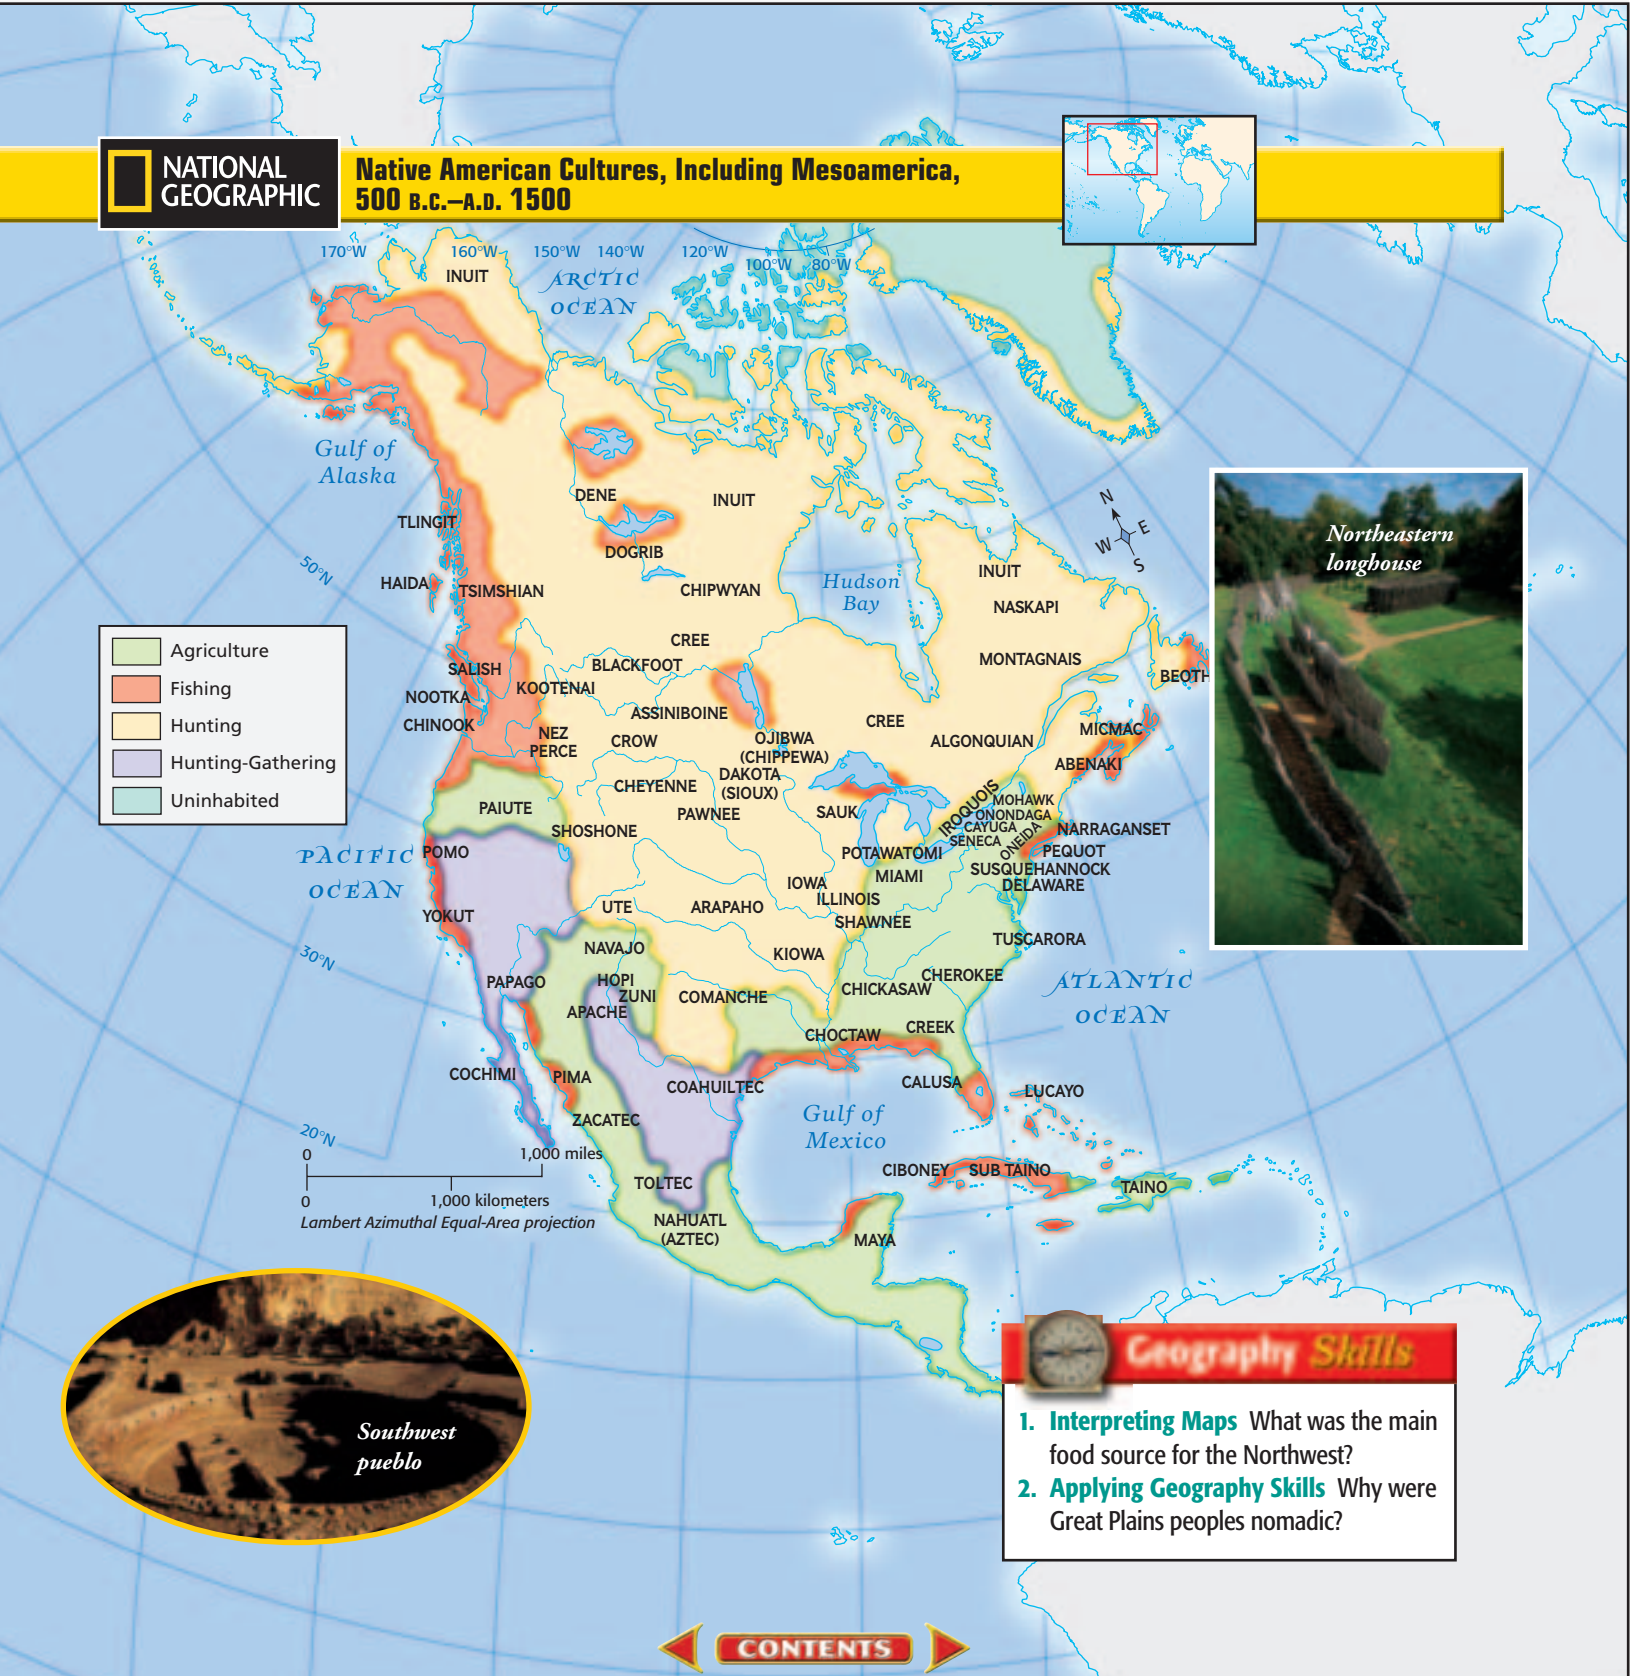 NATIONAL
GEOGRAPHIC
Native American Cultures, Including Mesoamerica,
500 B.C.–A.D. 1500
170°W
160°W
150°W
140°W
120°W
100°W
80°W
INUIT
ARCTIC
OCEAN
Gulf of
Alaska
DENE
INUIT
TLINGIT
DOGRIB
N
E
W
S
Northeastern
longhouse
50°N
HAIDA
TSIMSHIAN
CHIPWYAN
Hudson
Bay
INUIT
NASKAPI
Agriculture
Fishing
Hunting
Hunting-Gathering
Uninhabited
CREE
SALISH
BLACKFOOT
MONTAGNAIS
BEOTH
NOOTKA
KOOTENAI
CHINOOK
ASSINIBOINE
CREE
MICMAC
NEZ
PERCE
CROW
OJIBWA
(CHIPPEWA)
ALGONQUIAN
ABENAKI
CHEYENNE
DAKOTA
(SIOUX)
PAIUTE
PAWNEE
SAUK
IROQUOIS
MOHAWK
ONONDAGA
CAYUGA
SENECA
ONEIDA
NARRAGANSET
PEQUOT
SHOSHONE
PACIFIC
OCEAN
POMO
POTAWATOMI
SUSQUEHANNOCK
DELAWARE
MIAMI
IOWA
ILLINOIS
YOKUT
UTE
ARAPAHO
SHAWNEE
TUSCARORA
30°N
NAVAJO
KIOWA
PAPAGO
HOPI
ZUNI
APACHE
COMANCHE
CHEROKEE
CHICKASAW
ATLANTIC
OCEAN
CHOCTAW
CREEK
COCHIMI
PIMA
COAHUILTEC
CALUSA
LUCAYO
ZACATEC
Gulf of
Mexico
20°N
0
1,000 miles
0
1,000 kilometers
Lambert Azimuthal Equal-Area projection
CIBONEY
SUB TAINO
TAINO
TOLTEC
NAHUATL
(AZTEC)
MAYA
Southwest
pueblo
Geography Skills
1. Interpreting Maps What was the main
food source for the Northwest?
2. Applying Geography Skills Why were
Great Plains peoples nomadic?
CONTENTS